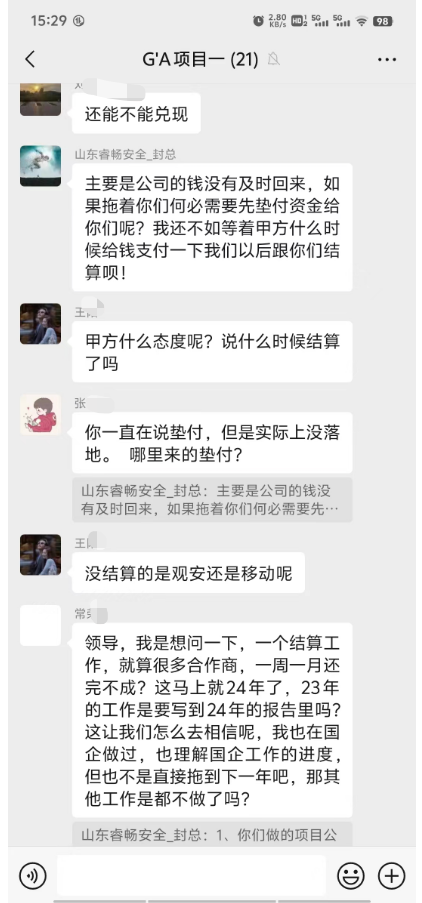 15:29
2.80
KB/s
HD
5G
5G
98
G'A项目一 (21)
还能不能兑现
山东睿畅安全_封总
主要是公司的钱没有及时回来，如
果拖着你们何必需要先垫付资金给
你们呢？我还不如等着甲方什么时
候给钱支付一下我们以后跟你们结
算呗！
王
甲方什么态度呢？说什么时候结算
了吗
张
你一直在说垫付，但是实际上没落
地。 哪里来的垫付？
山东睿畅安全_封总：主要是公司的钱没
有及时回来，如果拖着你们何必需要先…
王
没结算的是观安还是移动呢
常
领导，我是想问一下，一个结算工
作，就算很多合作商，一周一月还
完不成？这马上就24年了，23年
的工作是要写到24年的报告里吗？
这让我们怎么去相信呢，我也在国
企做过，也理解国企工作的进度，
但也不是直接拖到下一年吧，那其
他工作是都不做了吗？
山东睿畅安全_封总：1、你们做的项目公